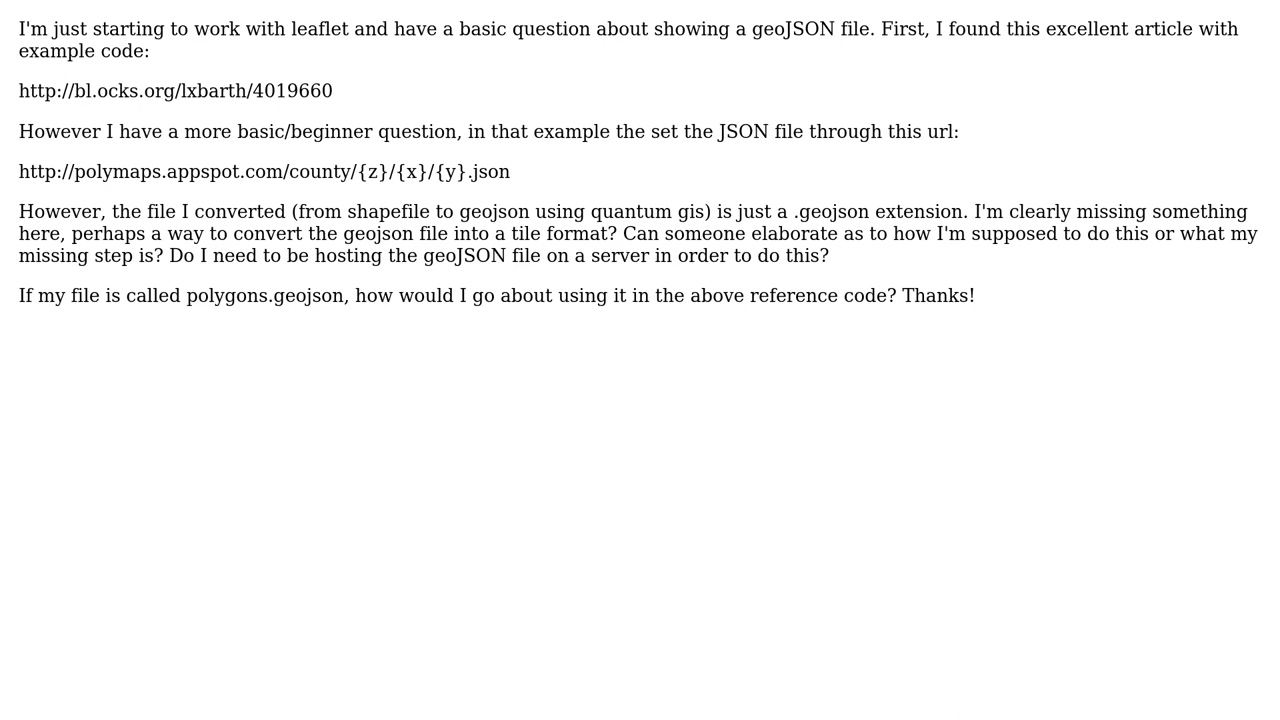 I'm just starting to work with leaflet and have a basic question about showing a geoJSON file. First, I found this excellent article with
example code:
http://bl.ocks.org/lxbarth/4019660
However I have a more basic/beginner question, in that example the set the JSON file through this url:
http://polymaps.appspot.com/county/{z}/{x}/{y}.json
However, the file I converted (from shapefile to geojson using quantum gis) is just a .geojson extension. I'm clearly missing something
here, perhaps a way to convert the geojson file into a tile format? Can someone elaborate as to how I'm supposed to do this or what my
missing step is? Do I need to be hosting the geoJSON file on a server in order to do this?
If my file is called polygons.geojson, how would I go about using it in the above reference code? Thanks!